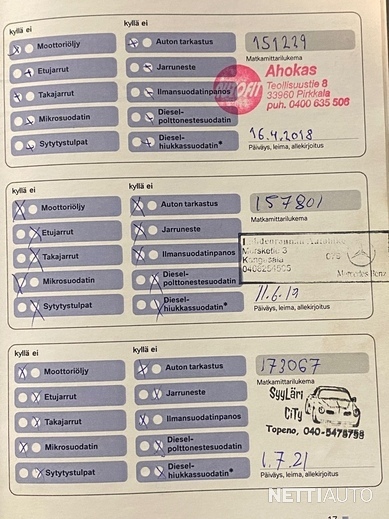 kyllä ei
kyllä ei
Moottoriöljy
Auton tarkastus
151229
Matkamittarilukema
Etujarrut
Jarruneste
Takajarrut
Ilmansuodatinpanos
Ahokas
Teollisuustie 8
33960 Pirkkala
puh. 0400 635 506
Mikrosuodatin
Diesel-
polttonestesuodatin
Sytytystulpat
Diesel-
hiukkassuodatin*
16.4.2018
Päiväys, leima, allekirjoitus
kyllä ei
kyllä ei
Moottoriöljy
Auton tarkastus
157801
Matkamittarilukema
Etujarrut
Jarruneste
Takajarrut
Ilmansuodatinpanos
Kangasala
Mercedes Benz
Mikrosuodatin
Diesel-
polttonestesuodatin
Sytytystulpat
Diesel-
hiukkassuodatin*
11.6.19
Päiväys, leima, allekirjoitus
kyllä ei
kyllä ei
Moottoriöljy
Auton tarkastus
173067
Matkamittarilukema
Etujarrut
Jarruneste
Takajarrut
Ilmansuodatinpanos
SyyLäri
CiTy
Topeno, 040-5478758
Mikrosuodatin
Diesel-
polttonestesuodatin
Sytytystulpat
Diesel-
hiukkassuodatin*
1.7.21
Päiväys, leima, allekirjoitus
NETTIAUTO
17